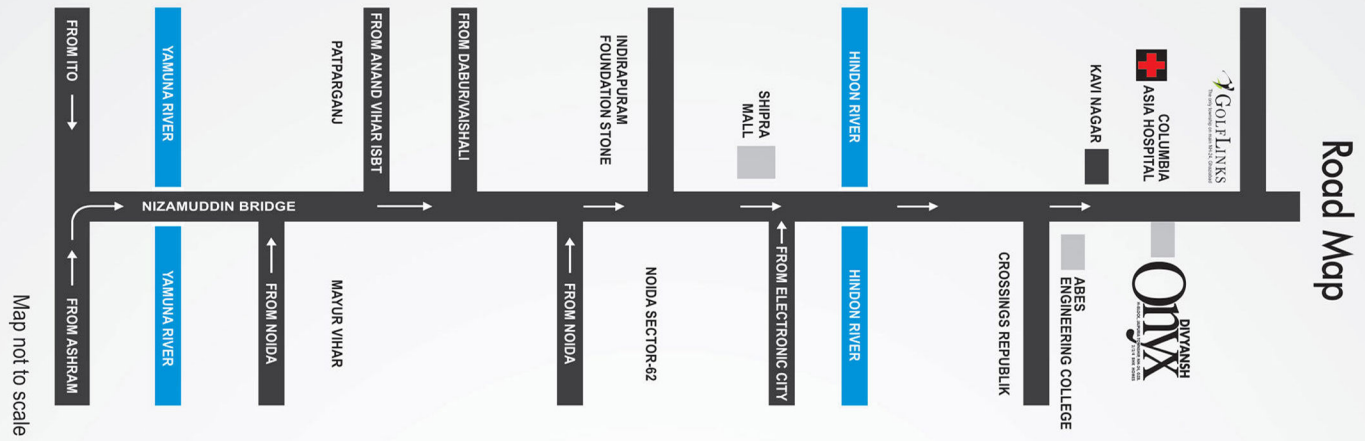 Road Map
FROM ITO
YAMUNA RIVER
PATPARGANJ
FROM ANAND VIHAR ISBT
FROM DABUR/VAISHALI
INDIRAPURAM
FOUNDATION STONE
SHIPRA
MALL
HINDON RIVER
KAVI NAGAR
COLUMBIA
ASIA HOSPITAL
GOLFLINKS
NIZAMUDDIN BRIDGE
FROM ASHRAM
YAMUNA RIVER
FROM NOIDA
MAYUR VIHAR
FROM NOIDA
NOIDA SECTOR-62
FROM ELECTRONIC CITY
HINDON RIVER
CROSSINGS REPUBLIK
ABES
ENGINEERING COLLEGE
DIVYANSH
Onyx
Map not to scale